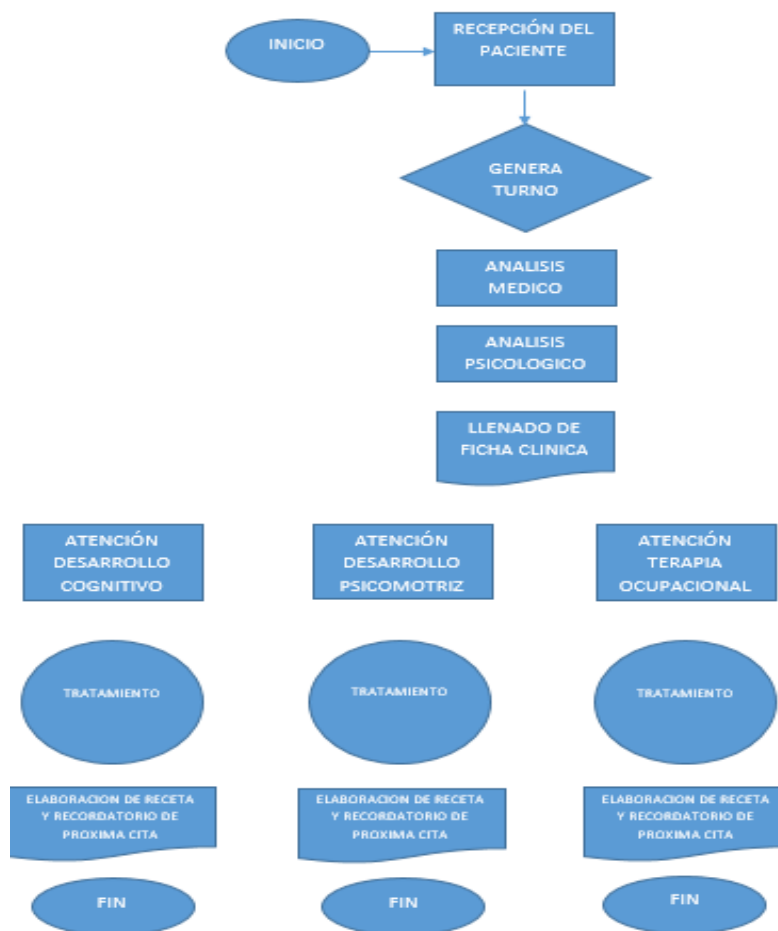 INICIO
RECEPCIÓN DEL
PACIENTE
GENERA
TURNO
ANALISIS
MEDICO
ANALISIS
PSICOLOGICO
LLENADO DE
FICHA CLINICA
ATENCIÓN
DESARROLLO
COGNITIVO
ATENCIÓN
DESARROLLO
PSICOMOTRIZ
ATENCIÓN
TERAPIA
OCUPACIONAL
TRATAMIENTO
TRATAMIENTO
TRATAMIENTO
ELABORACION DE RECETA
Y RECORDATORIO DE
PROXIMA CITA
ELABORACION DE RECETA
Y RECORDATORIO DE
PROXIMA CITA
ELABORACION DE RECETA
Y RECORDATORIO DE
PROXIMA CITA
FIN
FIN
FIN